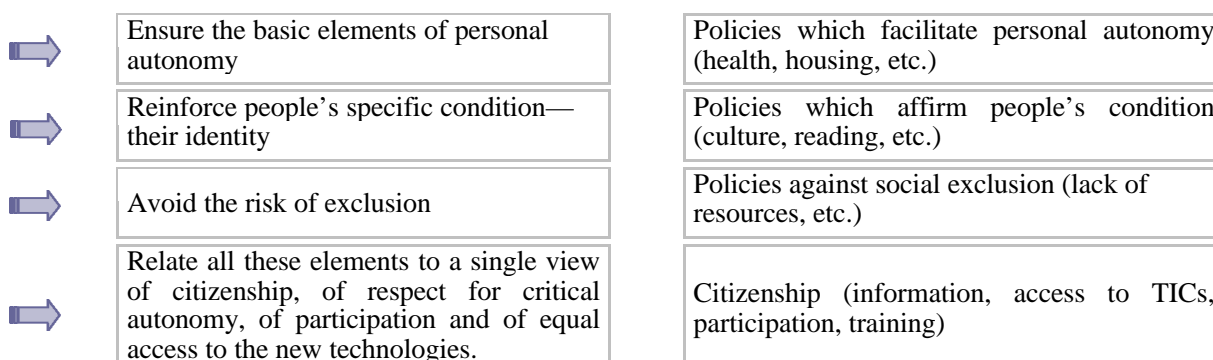 Ensure the basic elements of personal
autonomy
Policies which facilitate personal autonomy
(health, housing, etc.)
Reinforce people’s specific condition—
their identity
Policies which affirm people’s condition
(culture, reading, etc.)
Avoid the risk of exclusion
Policies against social exclusion (lack of
resources, etc.)
Relate all these elements to a single view
of citizenship, of respect for critical
autonomy, of participation and of equal
access to the new technologies.
Citizenship (information, access to TICs,
participation, training)